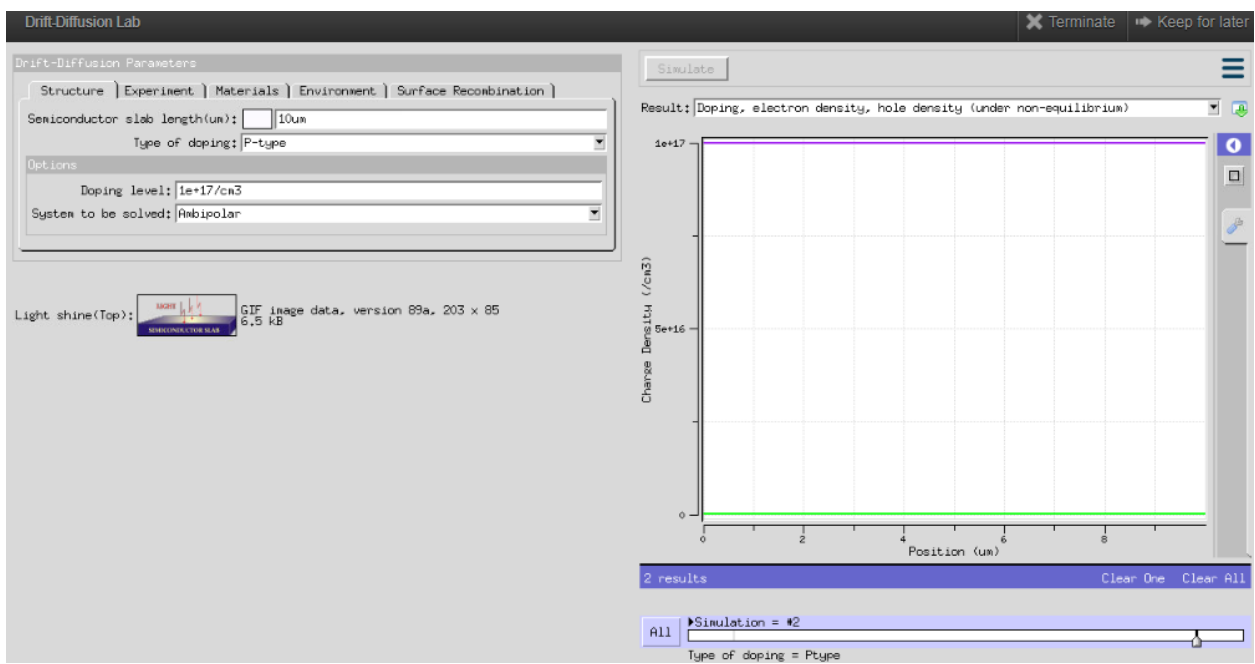 Drift-Diffusion Lab
Terminate
Keep for later
Drift-Diffusion Parameters
Structure
Experiment
Materials
Environment
Surface Recombination
Semiconductor slab length(um): 10um
Type of doping: P-type
Options
Doping level: 1e+17/cm3
System to be solved: Ambipolar
Light shine(Top):
LIGHT
SEMICONDUCTOR SLAB
GIF image data, version 89a, 203 x 85
6.5 kB
Simulate
Result: Doping, electron density, hole density (under non-equilibrium)
1e+17
5e+16
0
Charge Density (/cm3)
0 2 4 6 8
Position (um)
2 results
Clear One Clear All
All
Simulation = #2
Type of doping = Ptype